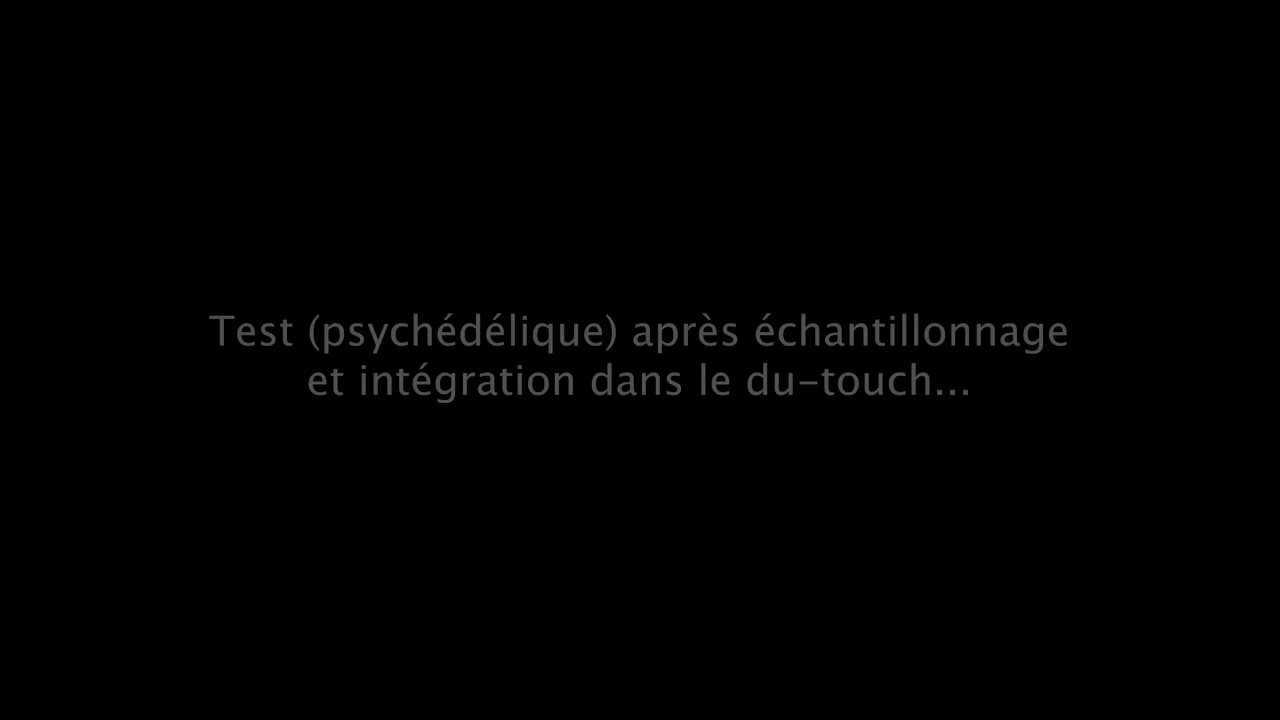 Test (psychédélique) après échantillonnage
et intégration dans le du-touch...